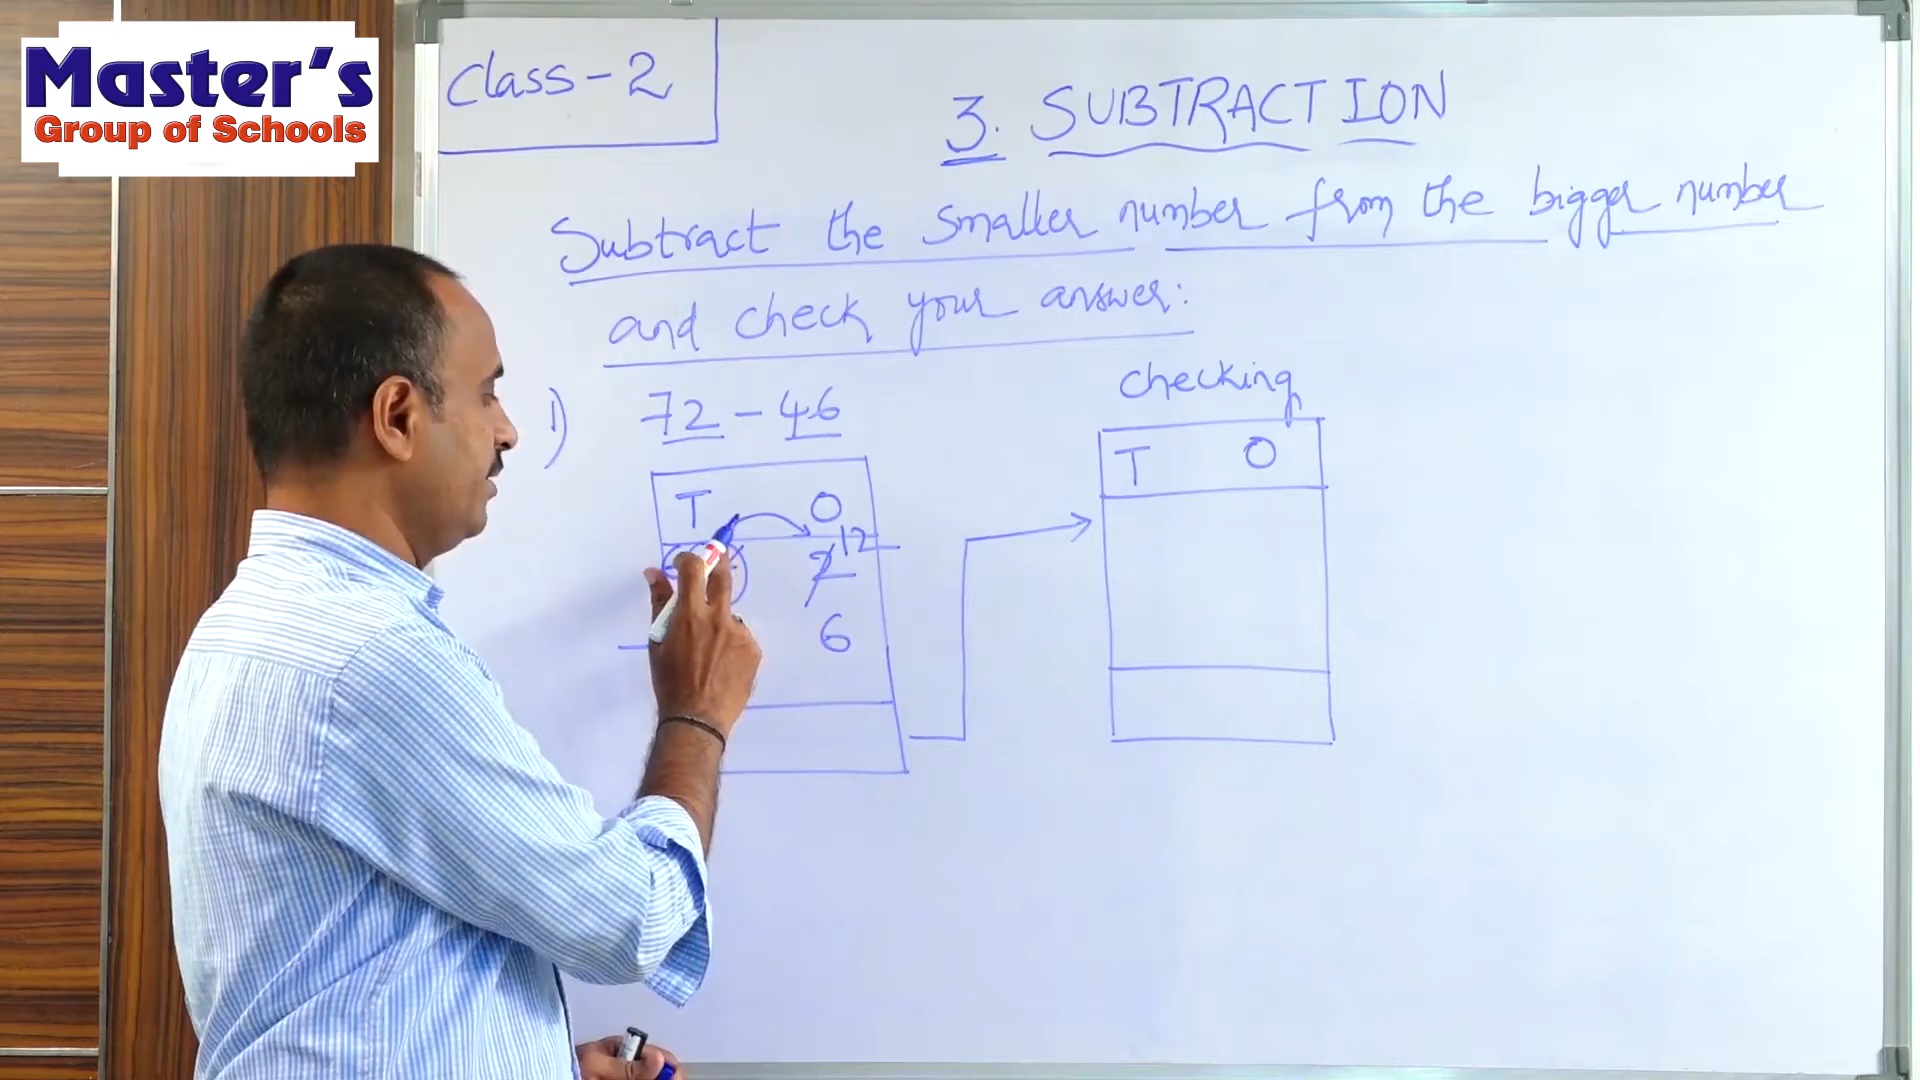 Master's
Group of Schools
Class - 2
3. SUBTRACTION
Subtract the smaller number from the bigger number
and check your answer:
1) 72 - 46
checking
T O
T O
12
2
6